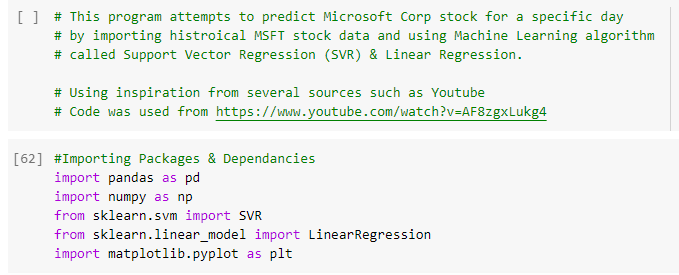 [ ] # This program attempts to predict Microsoft Corp stock for a specific day
# by importing histroical MSFT stock data and using Machine Learning algorithm
# called Support Vector Regression (SVR) & Linear Regression.
# Using inspiration from several sources such as Youtube
# Code was used from https://www.youtube.com/watch?v=AF8zgxLukg4
[62] #Importing Packages & Dependancies
import pandas as pd
import numpy as np
from sklearn.svm import SVR
from sklearn.linear_model import LinearRegression
import matplotlib.pyplot as plt